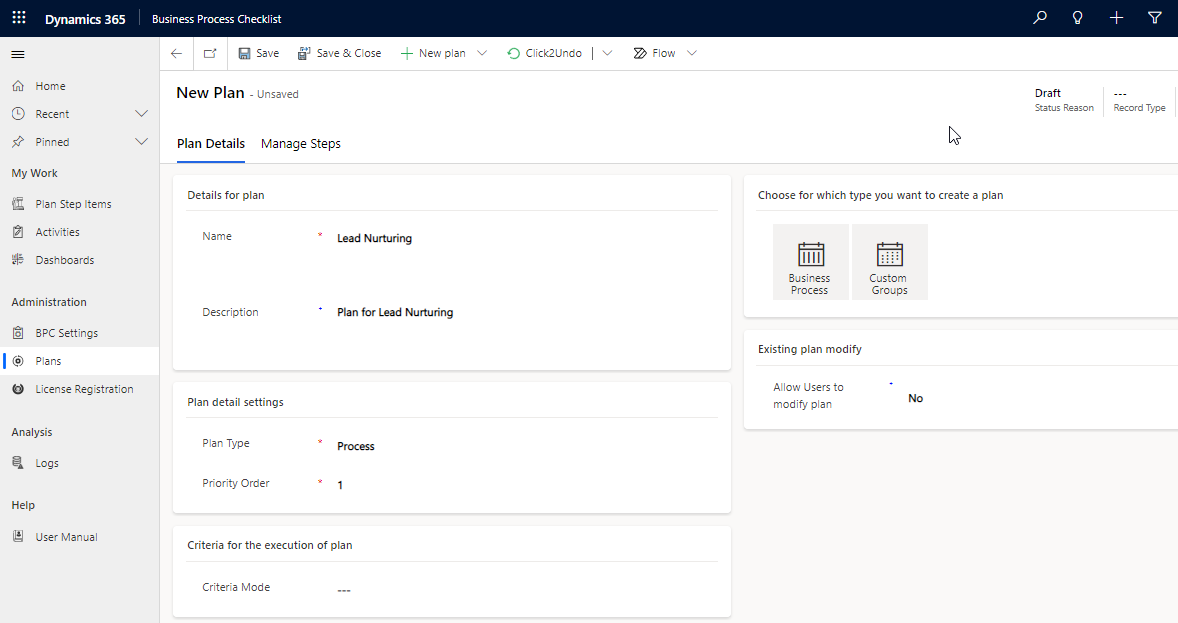 Dynamics 365
Business Process Checklist
Save
Save & Close
New plan
Click2Undo
Flow
Home
Recent
Pinned
My Work
Plan Step Items
Activities
Dashboards
Administration
BPC Settings
Plans
License Registration
Analysis
Logs
Help
User Manual
New Plan - Unsaved
Draft
Status Reason
---
Record Type
Plan Details
Manage Steps
Details for plan
Name * Lead Nurturing
Description * Plan for Lead Nurturing
Plan detail settings
Plan Type * Process
Priority Order * 1
Criteria for the execution of plan
Criteria Mode ---
Choose for which type you want to create a plan
Business
Process
Custom
Groups
Existing plan modify
Allow Users to
modify plan
* No